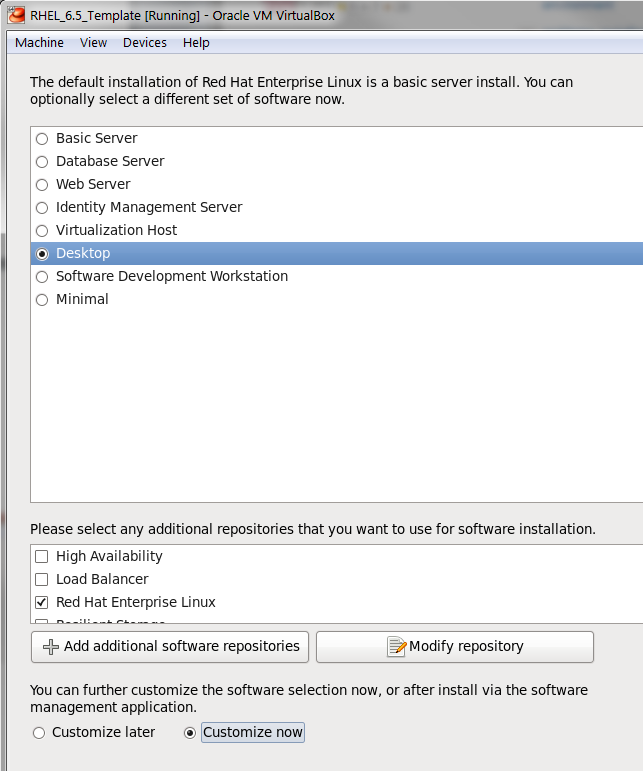 RHEL_6.5_Template [Running] - Oracle VM VirtualBox
Machine View Devices Help
The default installation of Red Hat Enterprise Linux is a basic server install. You can
optionally select a different set of software now.
Basic Server
Database Server
Web Server
Identity Management Server
Virtualization Host
Desktop
Software Development Workstation
Minimal
Please select any additional repositories that you want to use for software installation.
High Availability
Load Balancer
Red Hat Enterprise Linux
Resilient Storage
Add additional software repositories Modify repository
You can further customize the software selection now, or after install via the software
management application.
Customize later Customize now